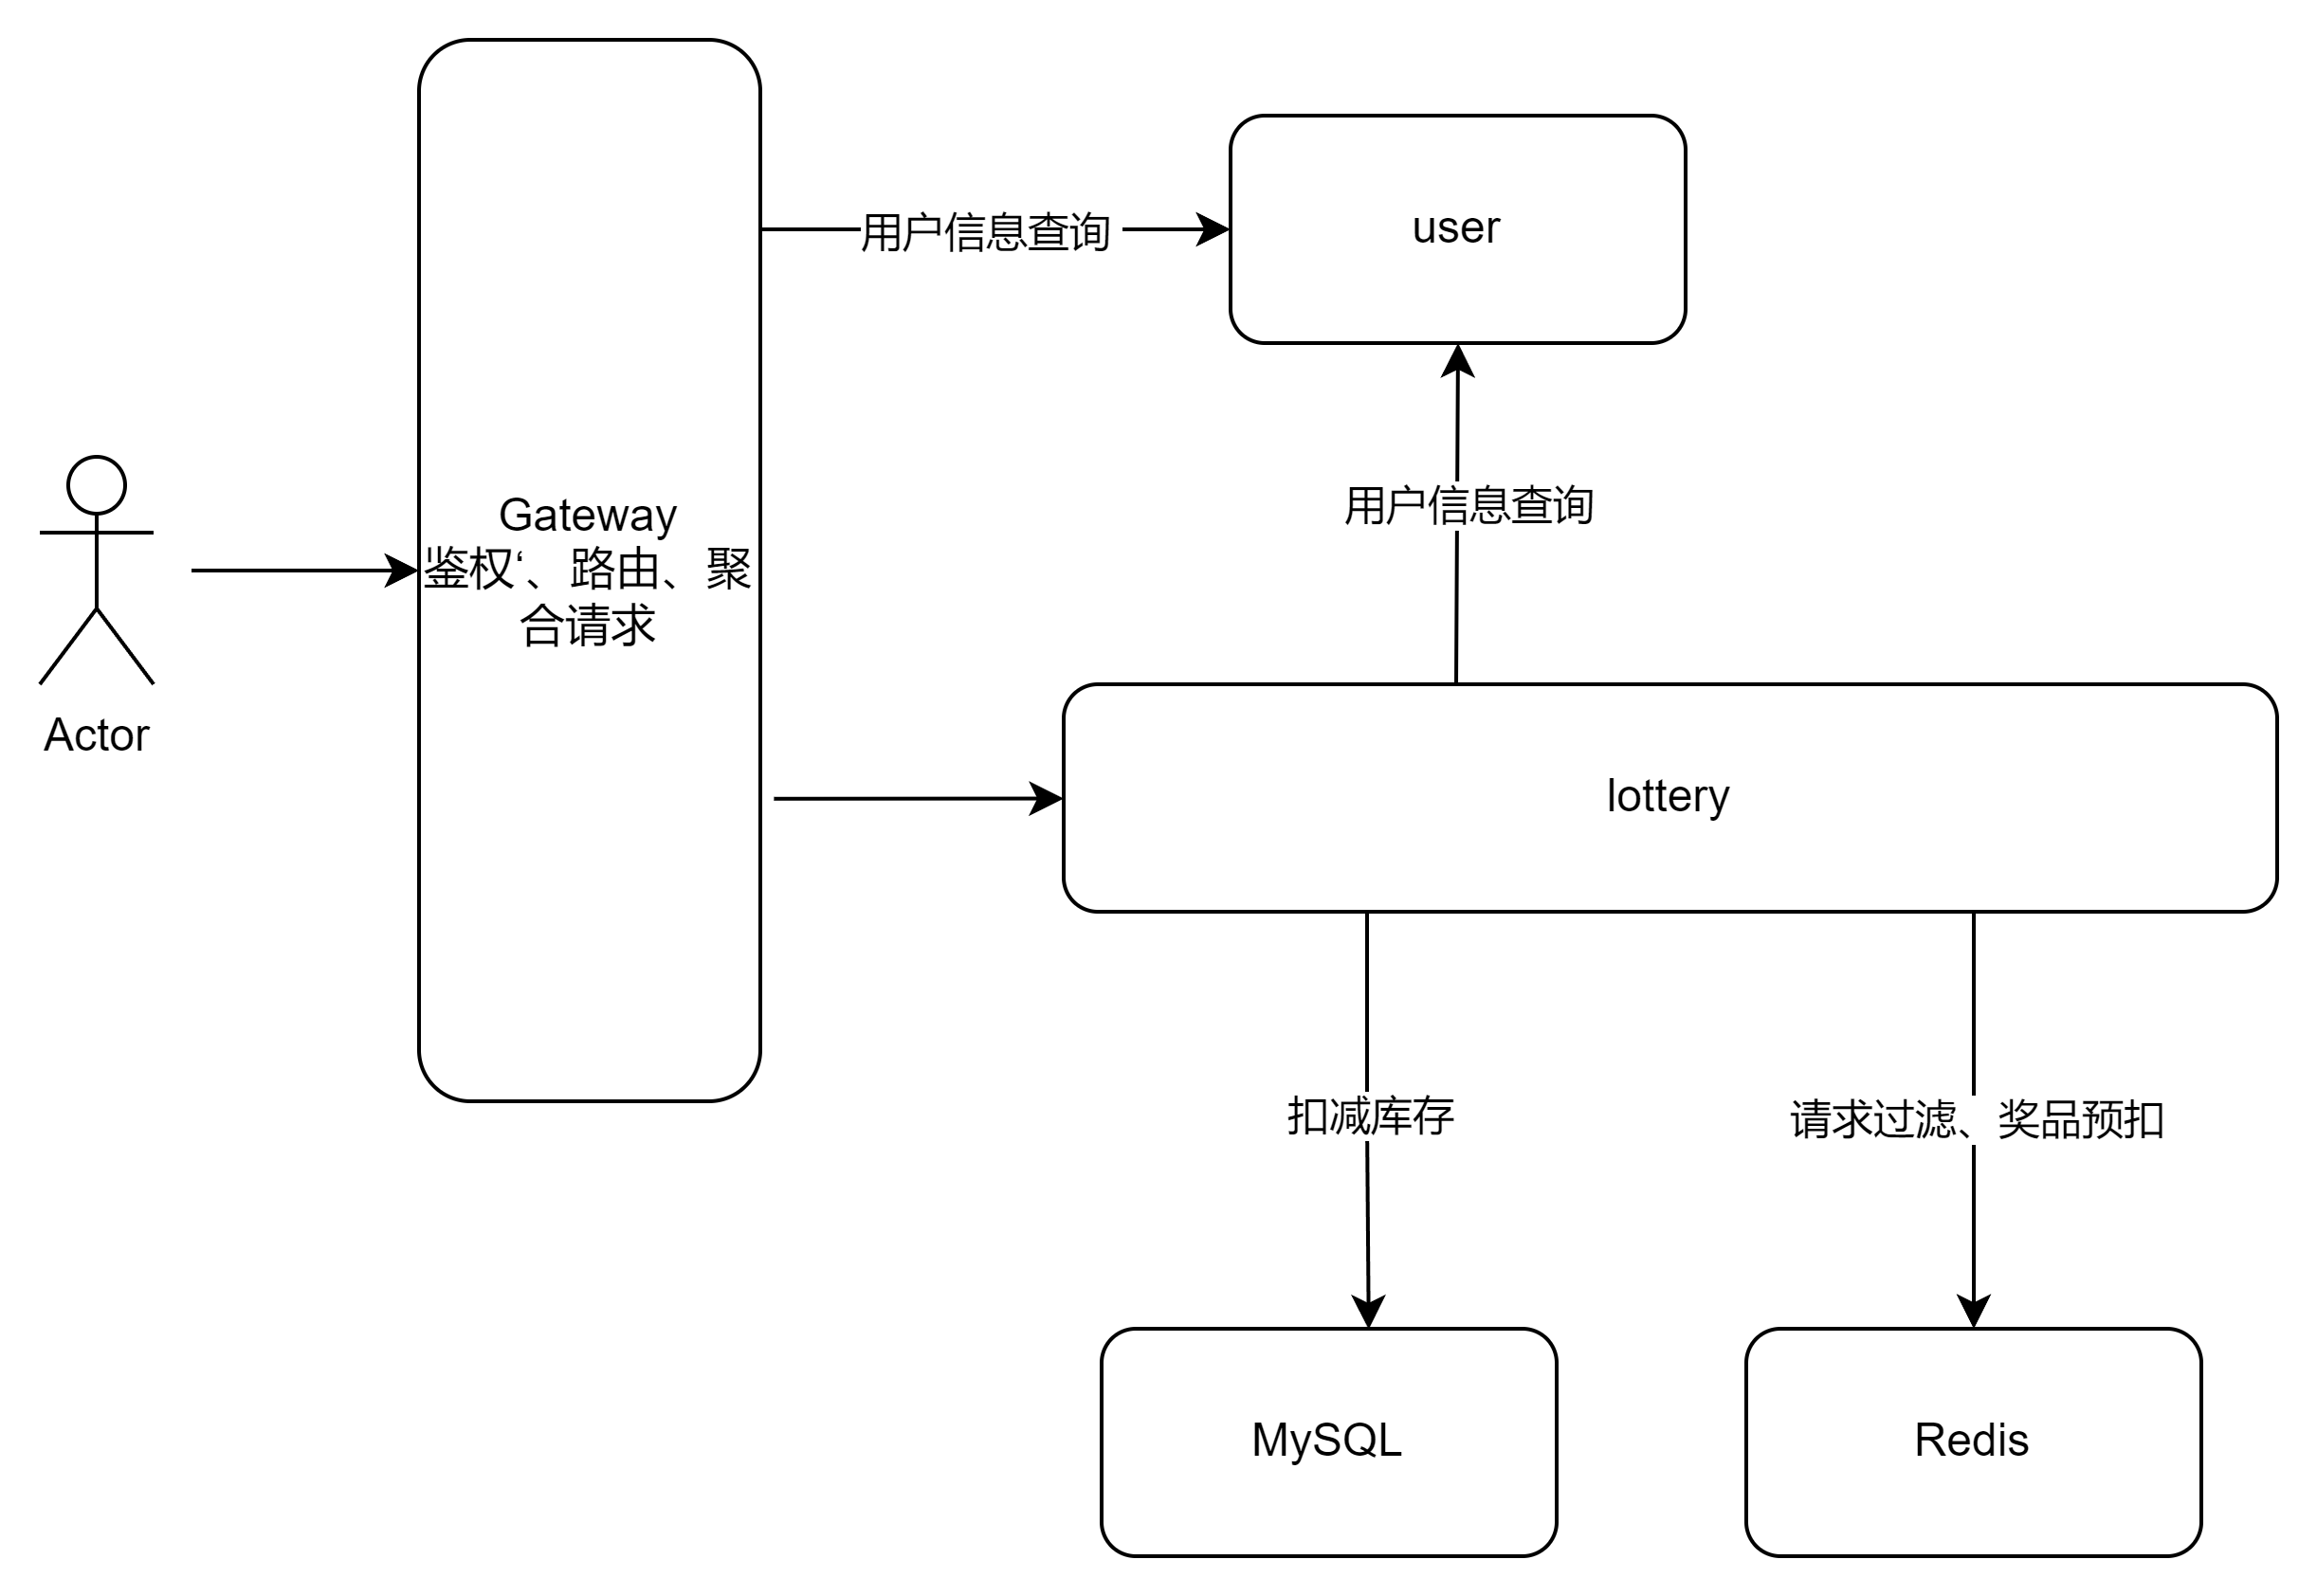 用户信息查询
user
Gateway
鉴权‘、路由、聚
合请求
用户信息查询
Actor
lottery
扣减库存
请求过滤、奖品预扣
MySQL
Redis